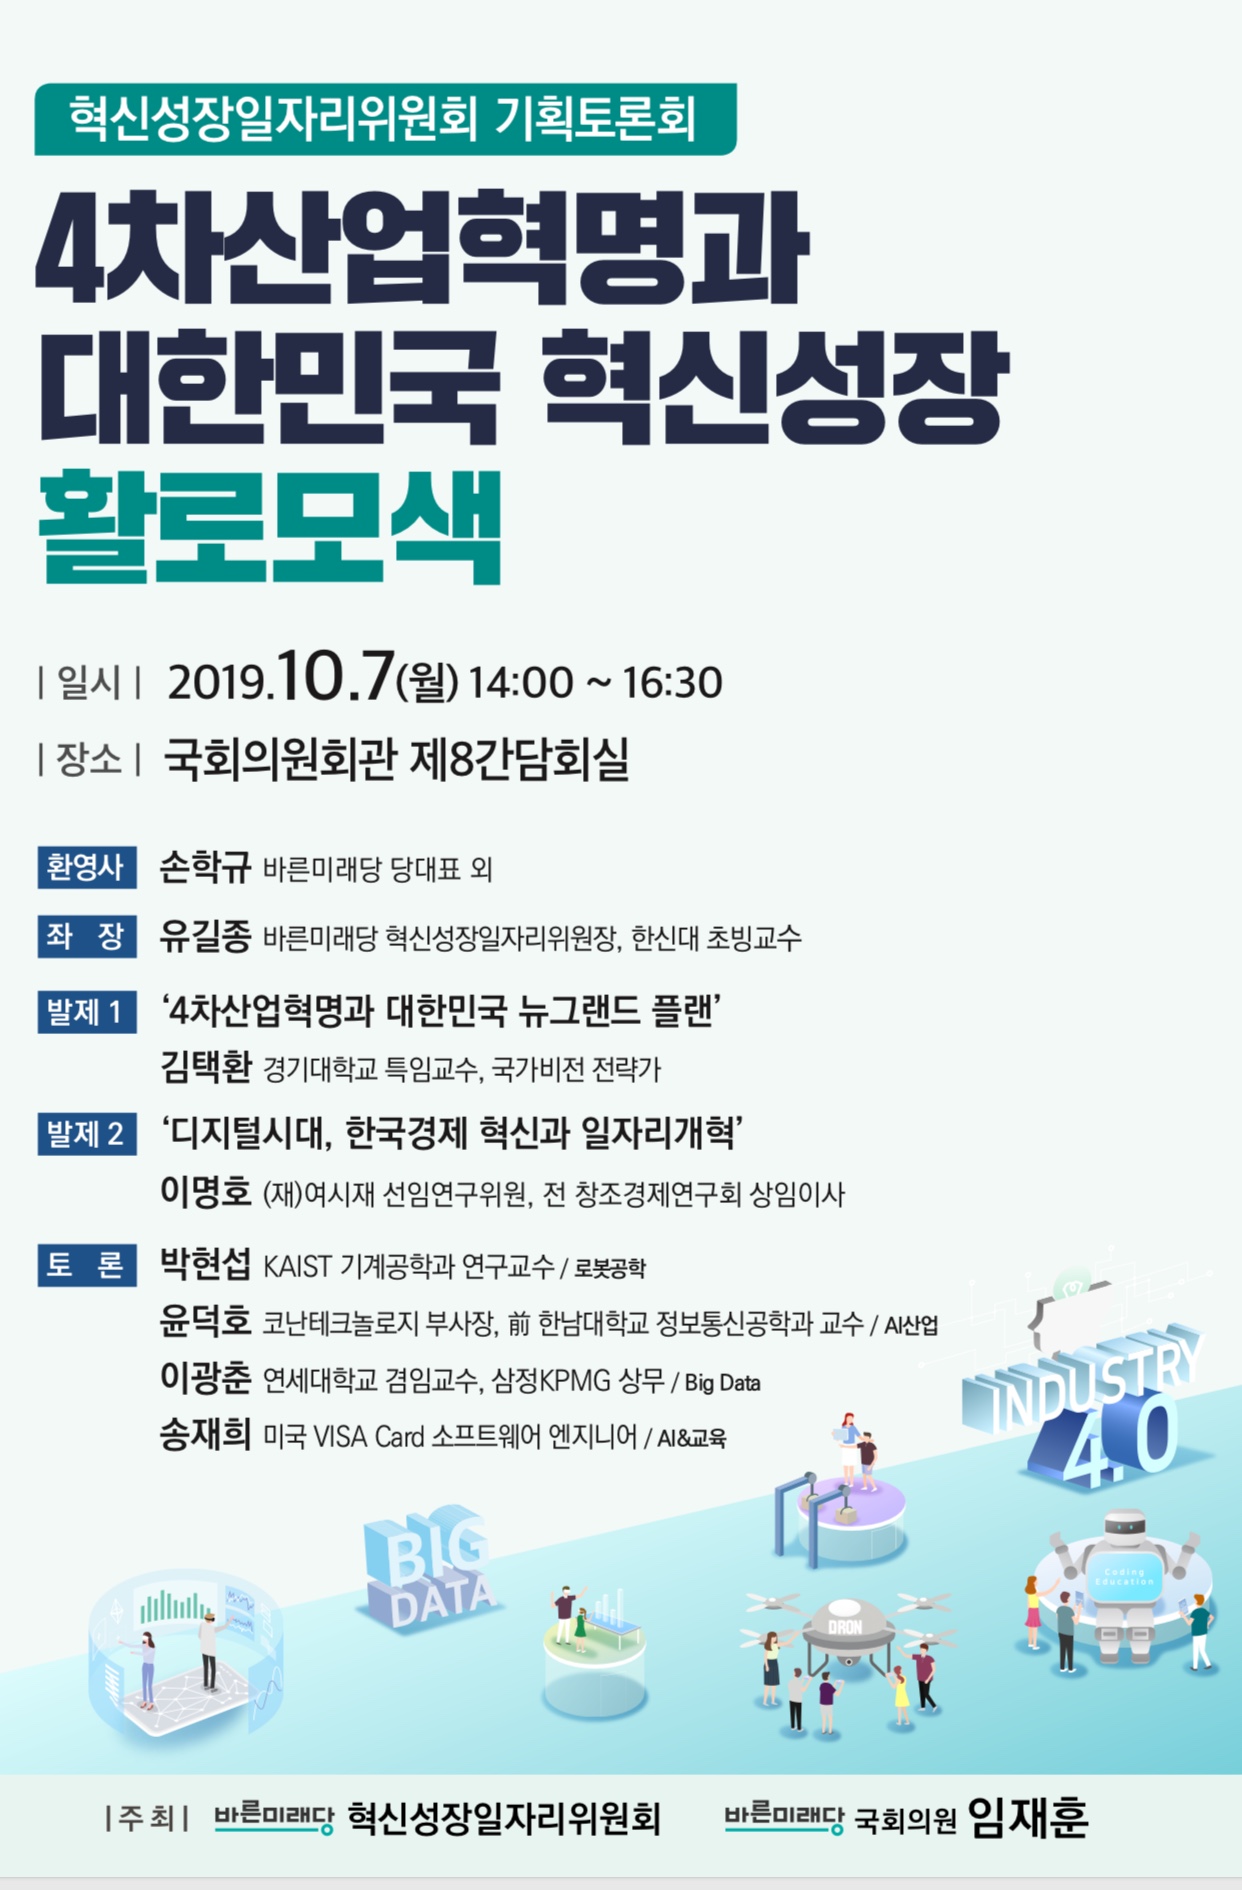 혁신성장일자리위원회 기획토론회
4차산업혁명과
대한민국 혁신성장
활로모색
| 일시 | 2019.10.7(월) 14:00 ~ 16:30
| 장소 | 국회의원회관 제8간담회실
환영사 손학규 바른미래당 당대표 외
좌 장 유길종 바른미래당 혁신성장일자리위원장, 한신대 초빙교수
발제 1 ‘4차산업혁명과 대한민국 뉴그랜드 플랜’
김택환 경기대학교 특임교수, 국가비전 전략가
발제 2 ‘디지털시대, 한국경제 혁신과 일자리개혁’
이명호 (재)여시재 선임연구위원, 전 창조경제연구회 상임이사
토 론 박현섭 KAIST 기계공학과 연구교수 / 로봇공학
윤덕호 코난테크놀로지 부사장, 前 한남대학교 정보통신공학과 교수 / AI산업
이광춘 연세대학교 겸임교수, 삼정KPMG 상무 / Big Data
송재희 미국 VISA Card 소프트웨어 엔지니어 / AI&교육
INDUSTRY
4.0
BIG
DATA
DRON
Coding
Education
| 주 최 | 바른미래당 혁신성장일자리위원회 바른미래당 국회의원 임재훈